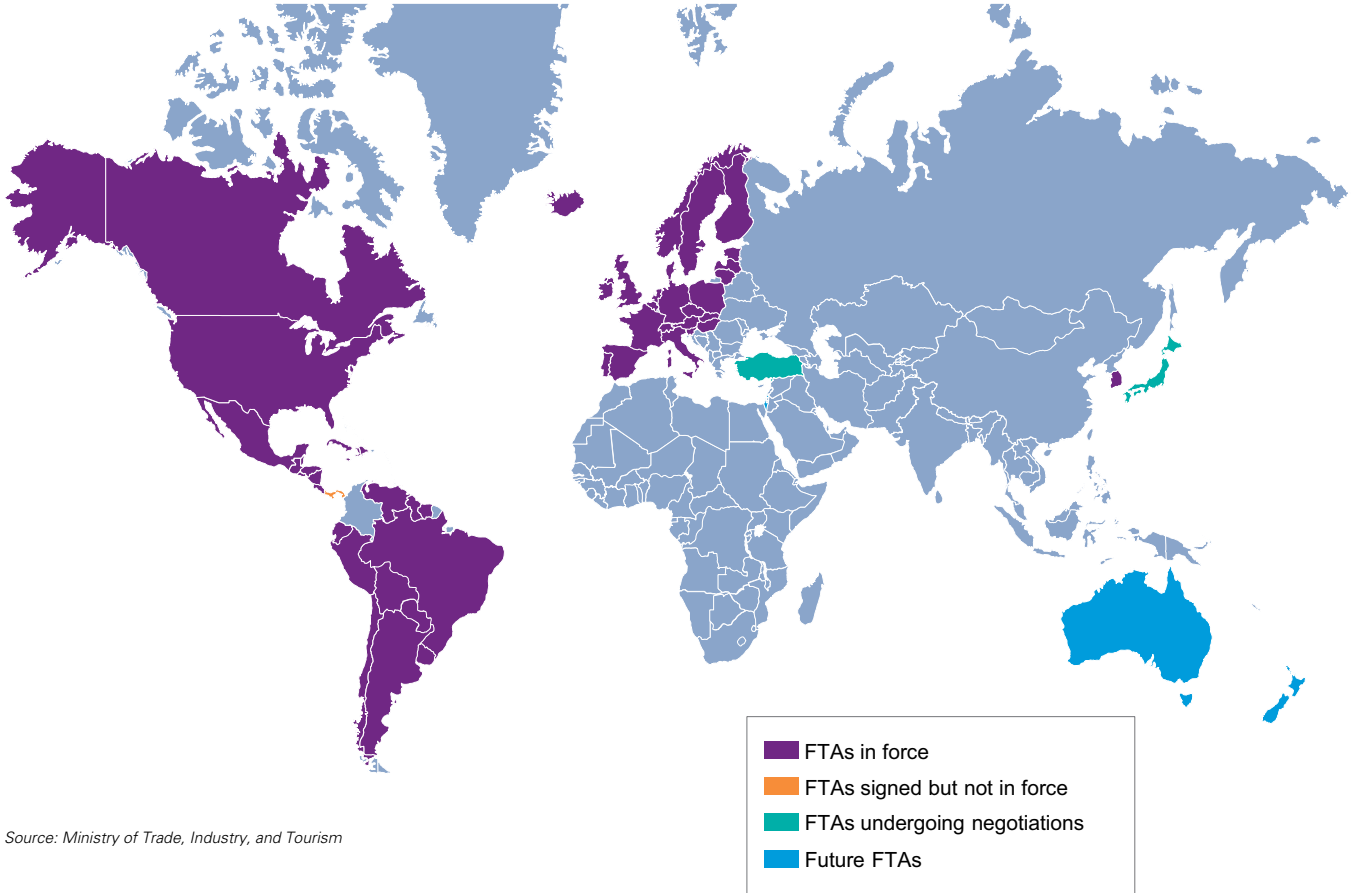 FTAs in force
FTAs signed but not in force
FTAs undergoing negotiations
Future FTAs
Source: Ministry of Trade, Industry, and Tourism